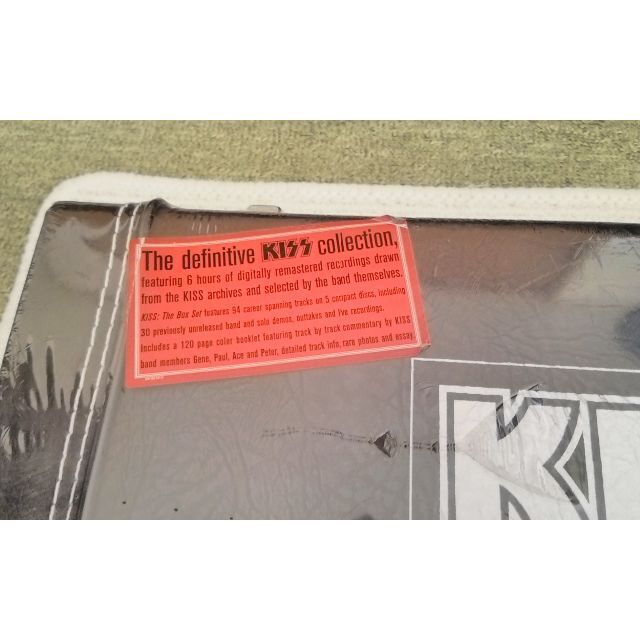 The definitive KISS collection,
featuring 6 hours of digitally remastered recordings drawn
from the KISS archives and selected by the band themselves.
KISS: The Box Set features 94 career spanning tracks on 5 compact discs, including
30 previously unreleased band and solo demos, outtakes and live recordings.
Includes a 120 page color booklet featuring track by track commentary by KISS
band members Gene, Paul, Ace and Peter, detailed track info, rare photos and essay.